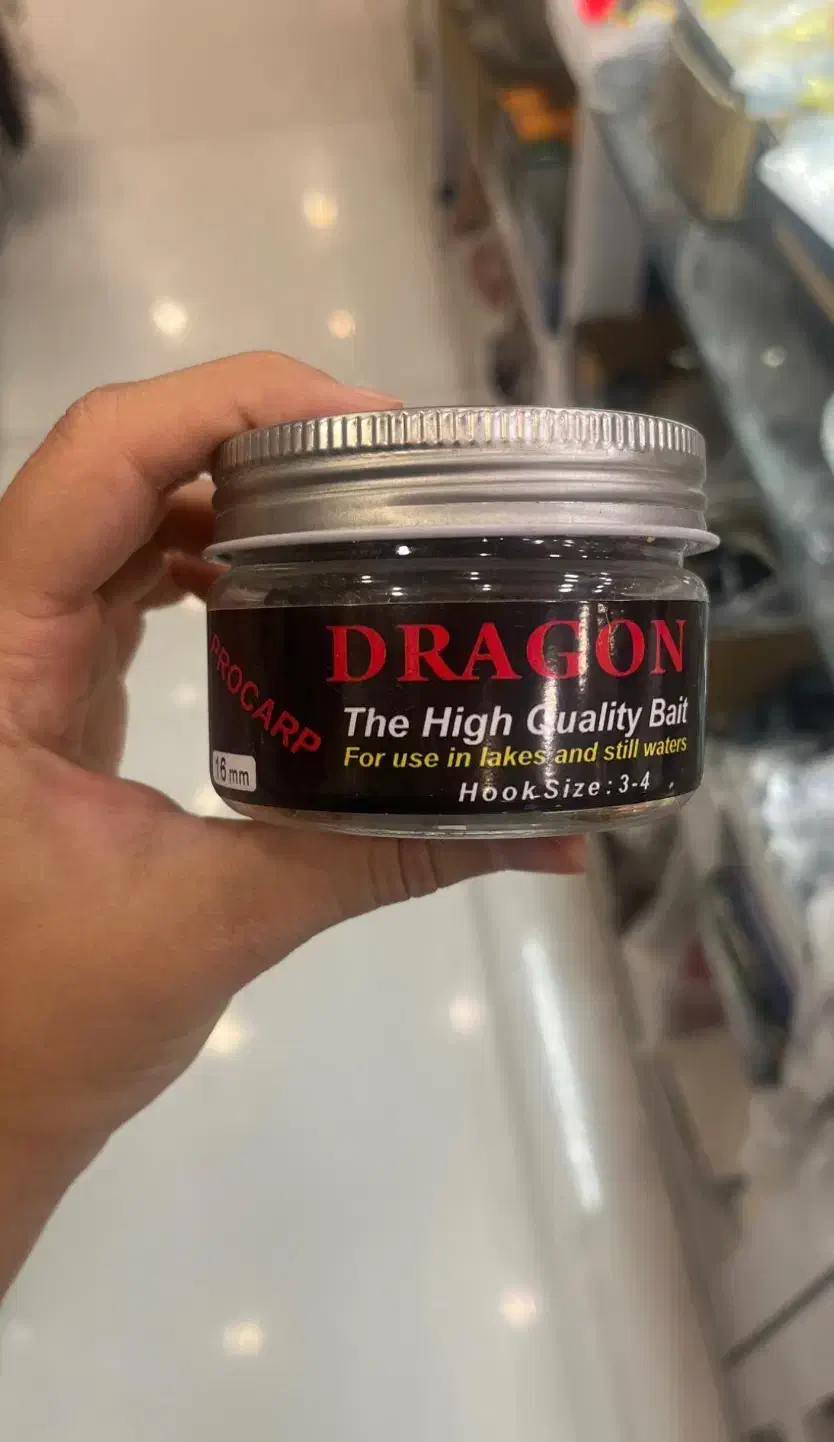 DRAGON
PROCARP
The High Quality Bait
For use in lakes and still waters
Hook Size : 3-4
16 mm